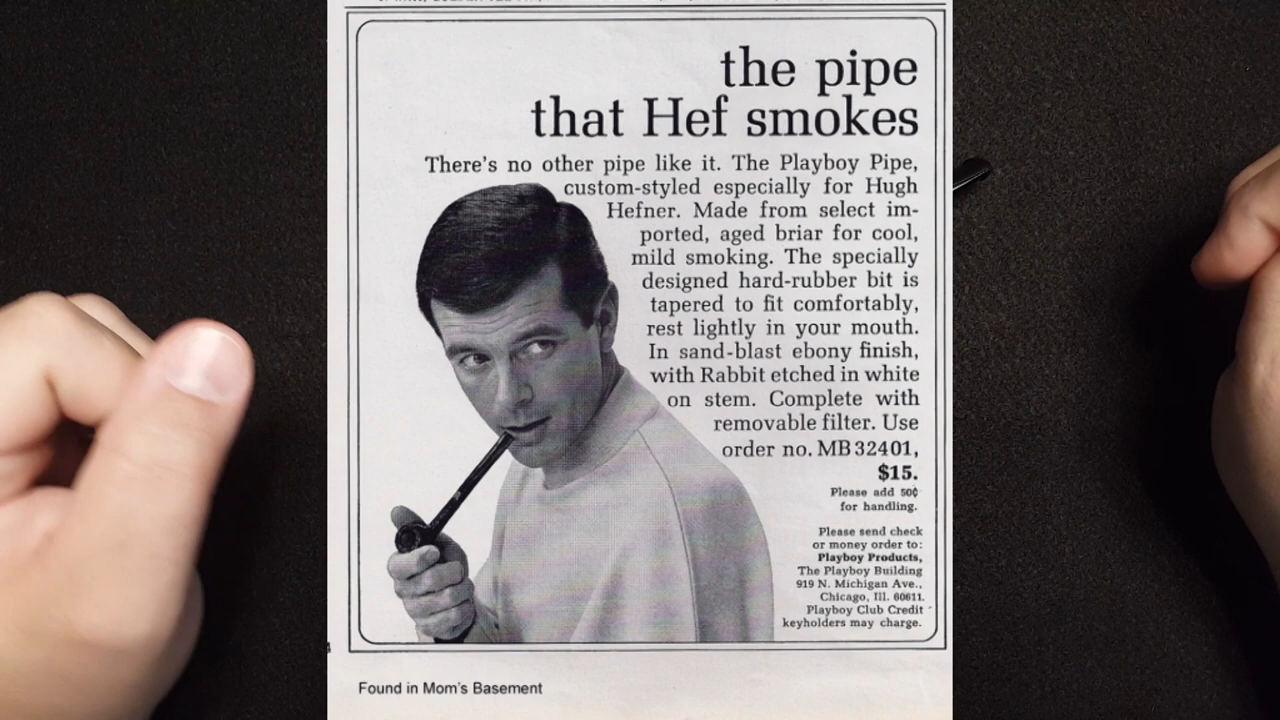 the pipe
that Hef smokes
There's no other pipe like it. The Playboy Pipe,
custom-styled especially for Hugh
Hefner. Made from select im-
ported, aged briar for cool,
mild smoking. The specially
designed hard-rubber bit is
tapered to fit comfortably,
rest lightly in your mouth.
In sand-blast ebony finish,
with Rabbit etched in white
on stem. Complete with
removable filter. Use
order no. MB32401,
$15.
Please add 50¢
for handling.
Please send check
or money order to:
Playboy Products,
The Playboy Building
919 N. Michigan Ave.,
Chicago, Ill. 60611.
Playboy Club Credit
keyholders may charge.
Found in Mom's Basement